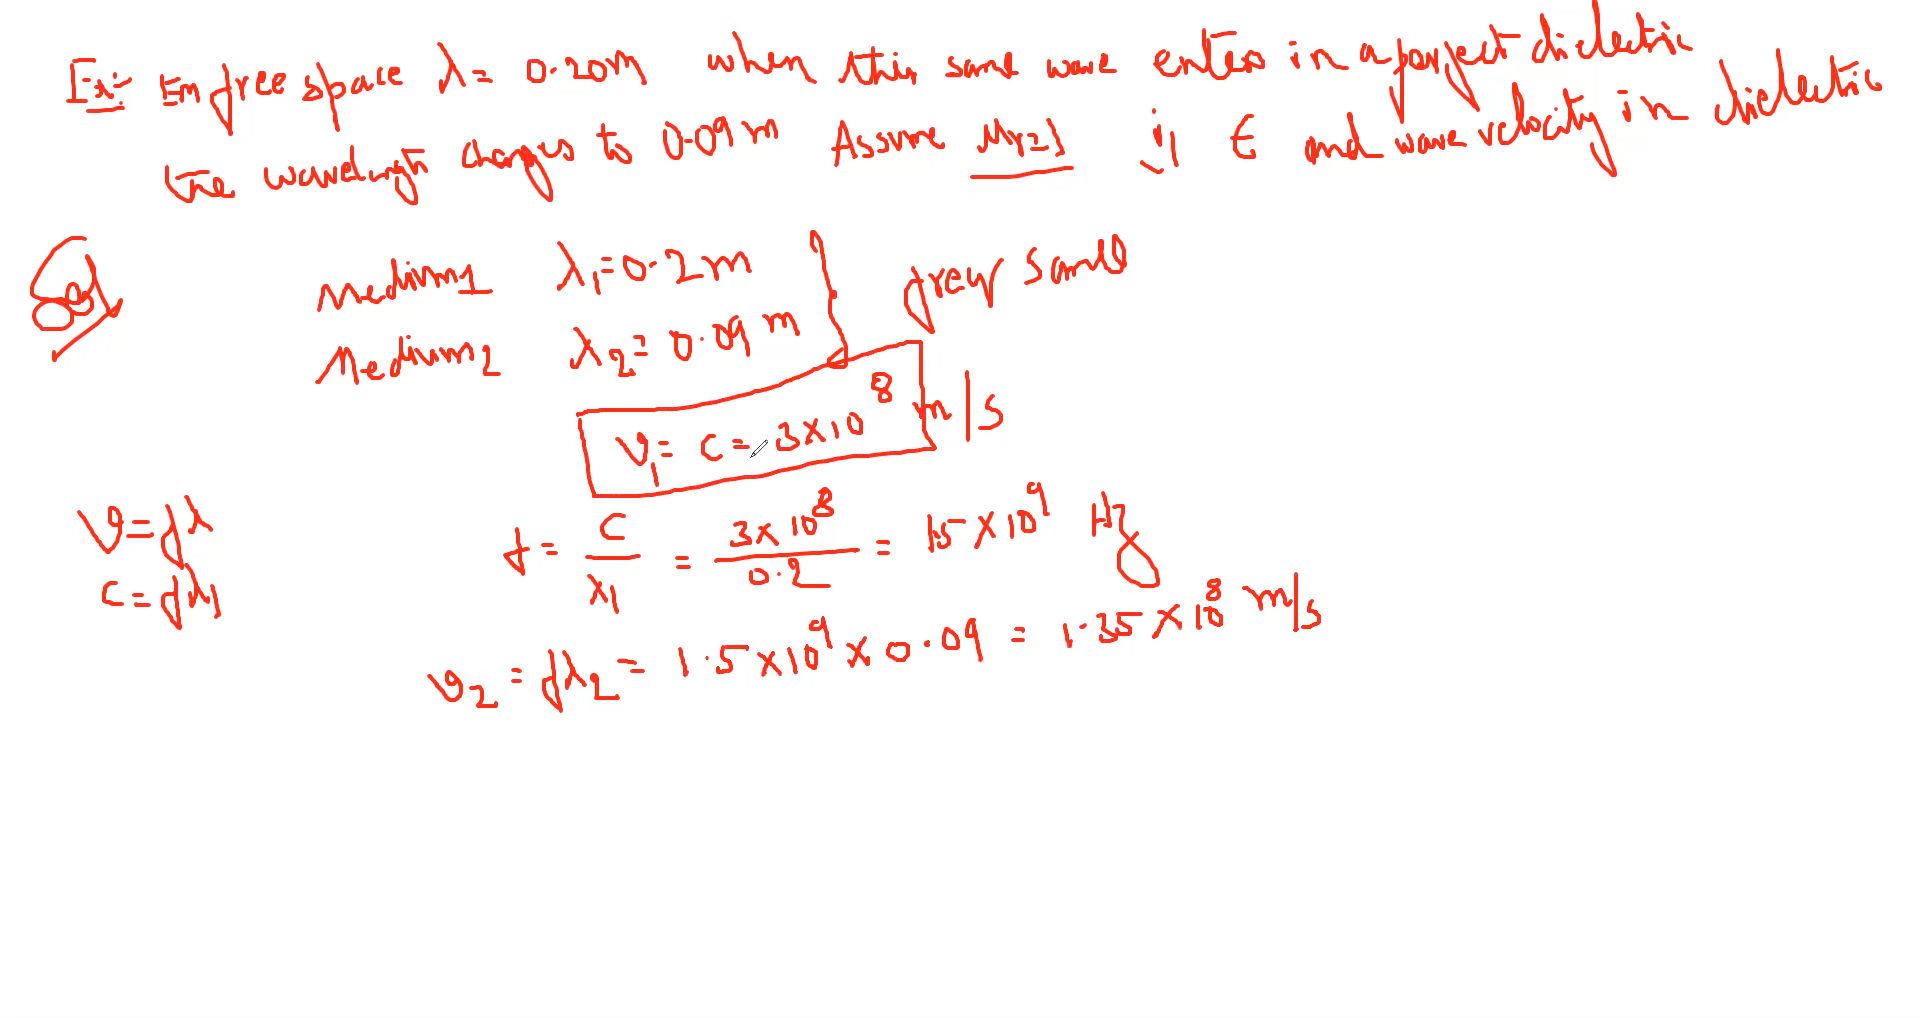 Ex:- In free space λ = 0.20m when this same wave enters in a perfect dielectric
the wavelength changes to 0.09m Assume μr=1 if ε and wave velocity in dielectric
Sol
medium1 λ1=0.2m
freq same
Medium2 λ2=0.09m
v1= C= 3×10^8 m/s
v=fλ
f = C/λ1 = 3×10^8/0.2 = 1.5×10^9 Hz
C=fλ1
v2 = fλ2 = 1.5×10^9×0.09 = 1.35×10^8 m/s